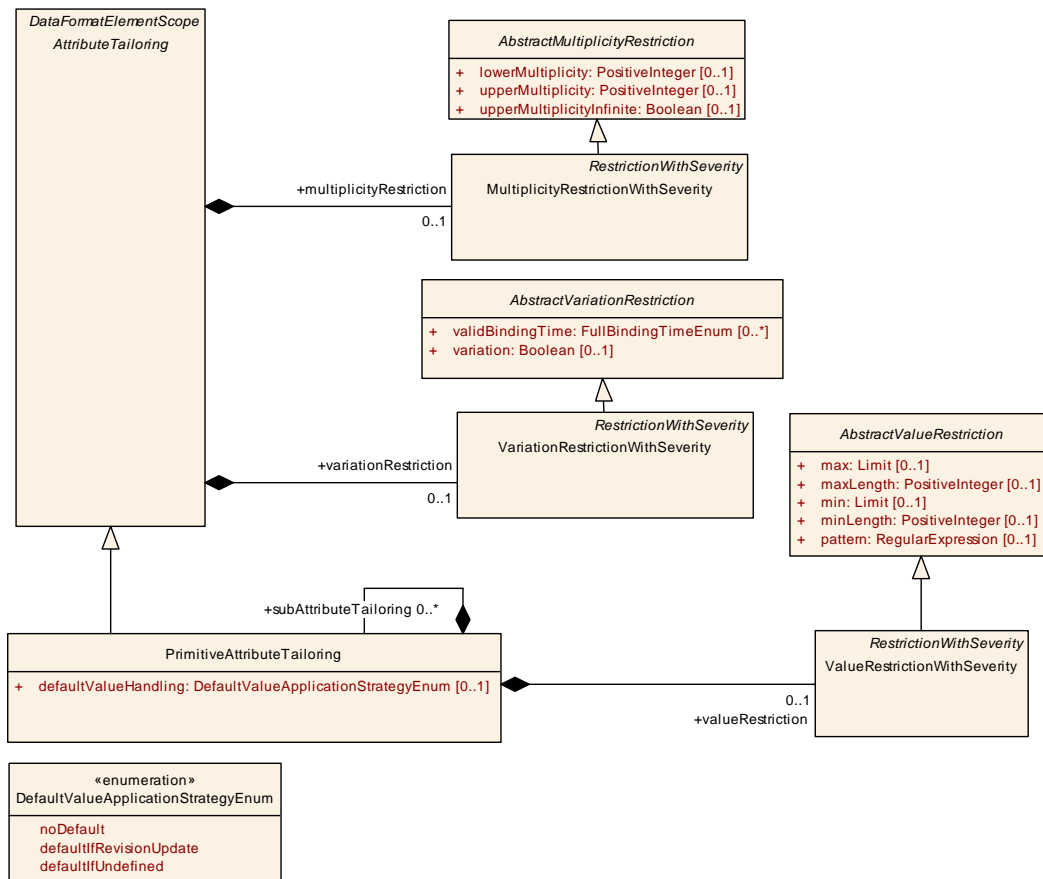 DataFormatElementScope
AttributeTailoring
AbstractMultiplicityRestriction
+ lowerMultiplicity: PositiveInteger [0..1]
+ upperMultiplicity: PositiveInteger [0..1]
+ upperMultiplicityInfinite: Boolean [0..1]
RestrictionWithSeverity
MultiplicityRestrictionWithSeverity
+multiplicityRestriction
0..1
AbstractVariationRestriction
+ validBindingTime: FullBindingTimeEnum [0..*]
+ variation: Boolean [0..1]
RestrictionWithSeverity
VariationRestrictionWithSeverity
+variationRestriction
0..1
AbstractValueRestriction
+ max: Limit [0..1]
+ maxLength: PositiveInteger [0..1]
+ min: Limit [0..1]
+ minLength: PositiveInteger [0..1]
+ pattern: RegularExpression [0..1]
+subAttributeTailoring 0..*
PrimitiveAttributeTailoring
+ defaultValueHandling: DefaultValueApplicationStrategyEnum [0..1]
RestrictionWithSeverity
ValueRestrictionWithSeverity
0..1
+valueRestriction
«enumeration»
DefaultValueApplicationStrategyEnum
noDefault
defaultIfRevisionUpdate
defaultIfUndefined